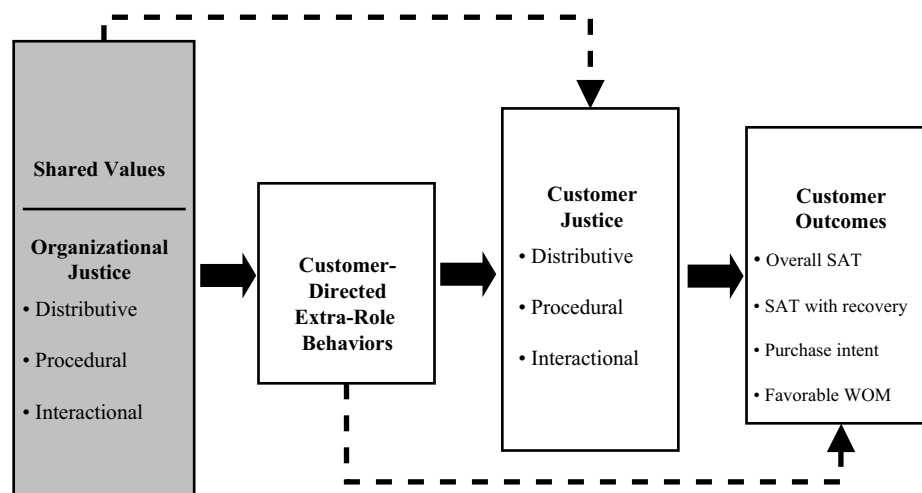 Shared Values
Organizational
Justice
• Distributive
• Procedural
• Interactional
Customer-
Directed
Extra-Role
Behaviors
Customer
Justice
• Distributive
• Procedural
• Interactional
Customer
Outcomes
• Overall SAT
• SAT with recovery
• Purchase intent
• Favorable WOM